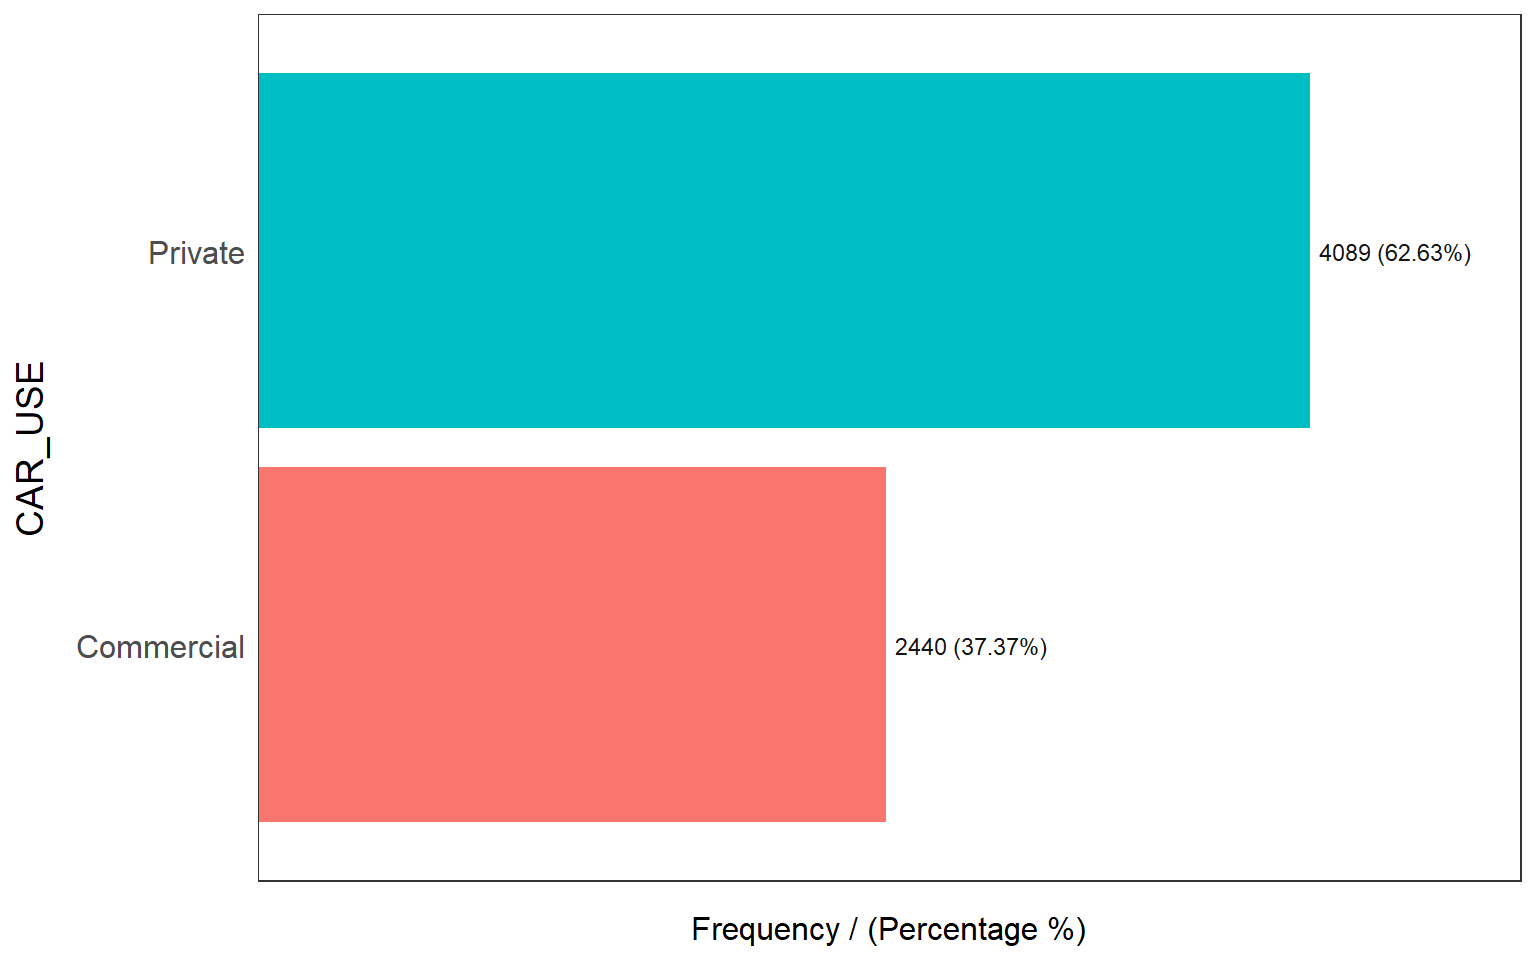 CAR_USE
Private
4089 (62.63%)
Commercial
2440 (37.37%)
Frequency / (Percentage %)